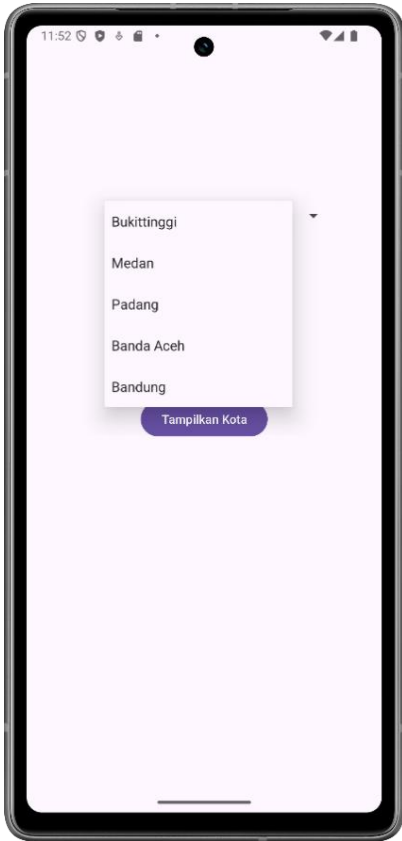 11:52
Bukittinggi
Medan
Padang
Banda Aceh
Bandung
Tampilkan Kota